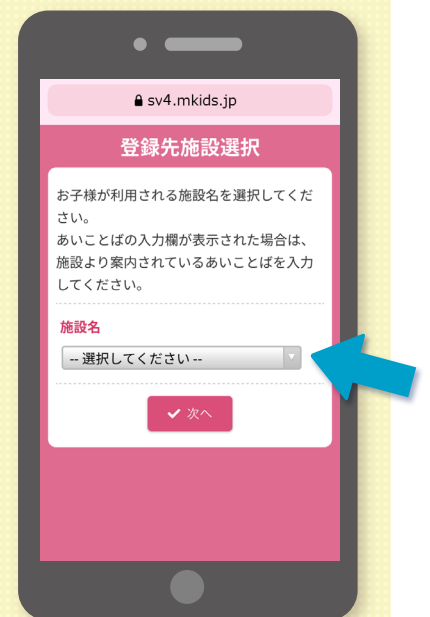 sv4.mkids.jp
登録先施設選択
お子様が利用される施設名を選択してくだ
さい。
あいことばの入力欄が表示された場合は、
施設より案内されているあいことばを入力
してください。
施設名
-- 選択してください --
次へ